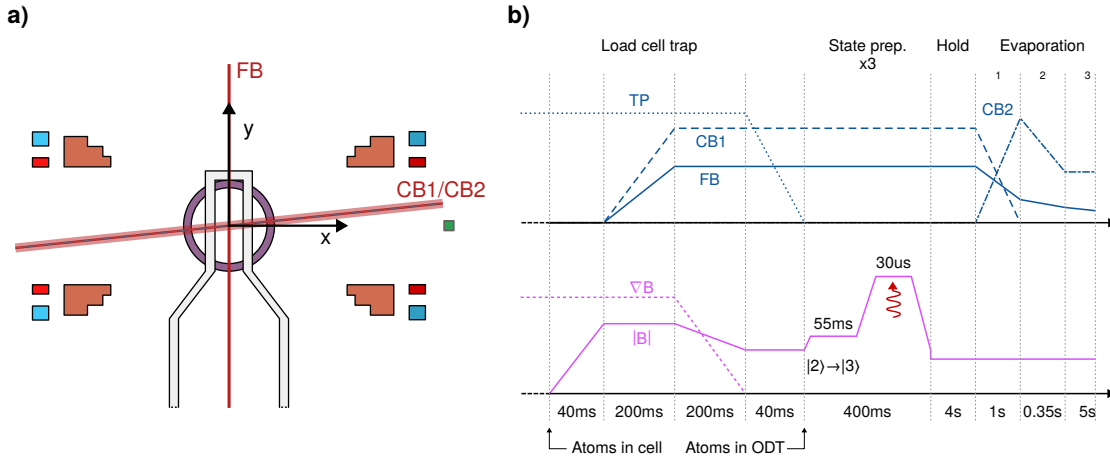 a)
FB
y
CB1/CB2
x
b)
Load cell trap
State prep.
x3
Hold
Evaporation
1
2
3
TP
CB1
FB
CB2
∇B
|B|
30us
55ms
|2⟩→|3⟩
40ms
200ms
200ms
40ms
400ms
4s
1s
0.35s
5s
Atoms in cell
Atoms in ODT